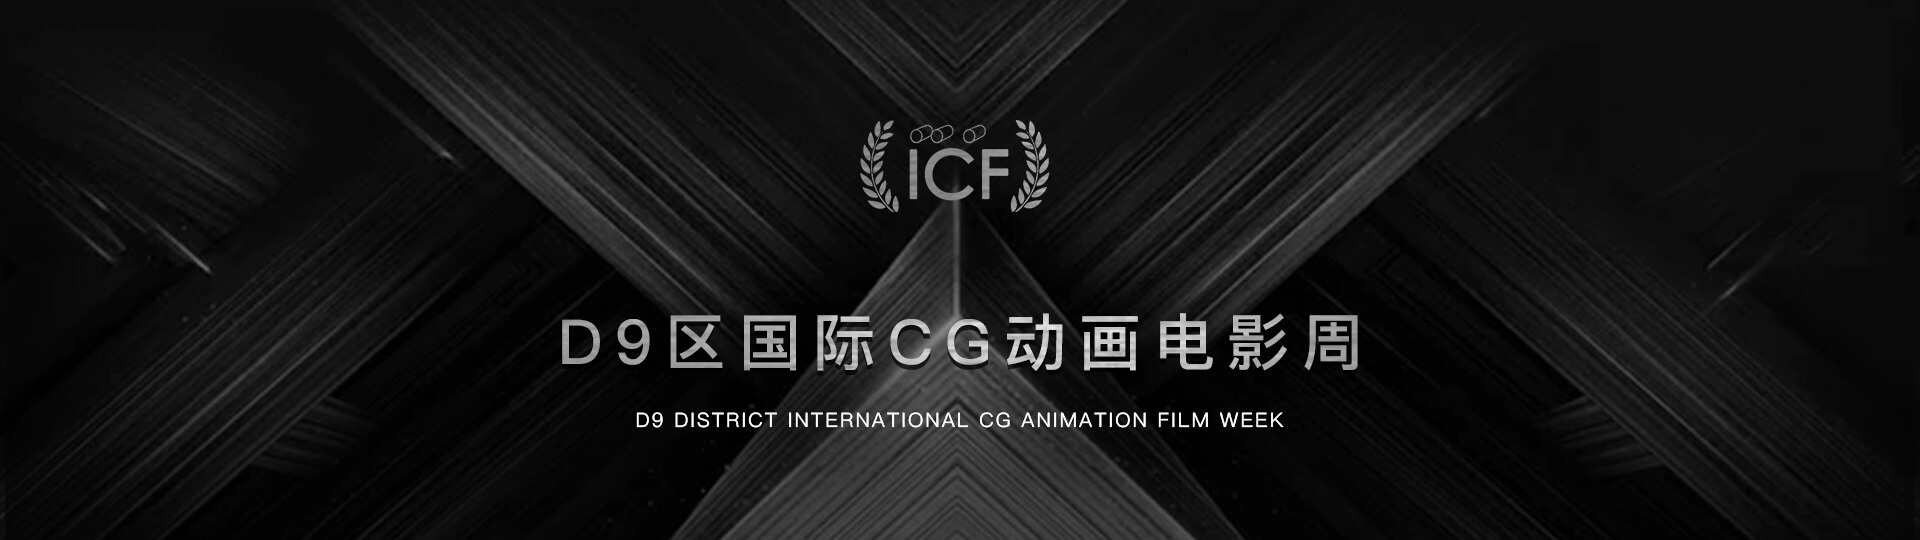 ICF
D9区国际CG动画电影周
D9 DISTRICT INTERNATIONAL CG ANIMATION FILM WEEK